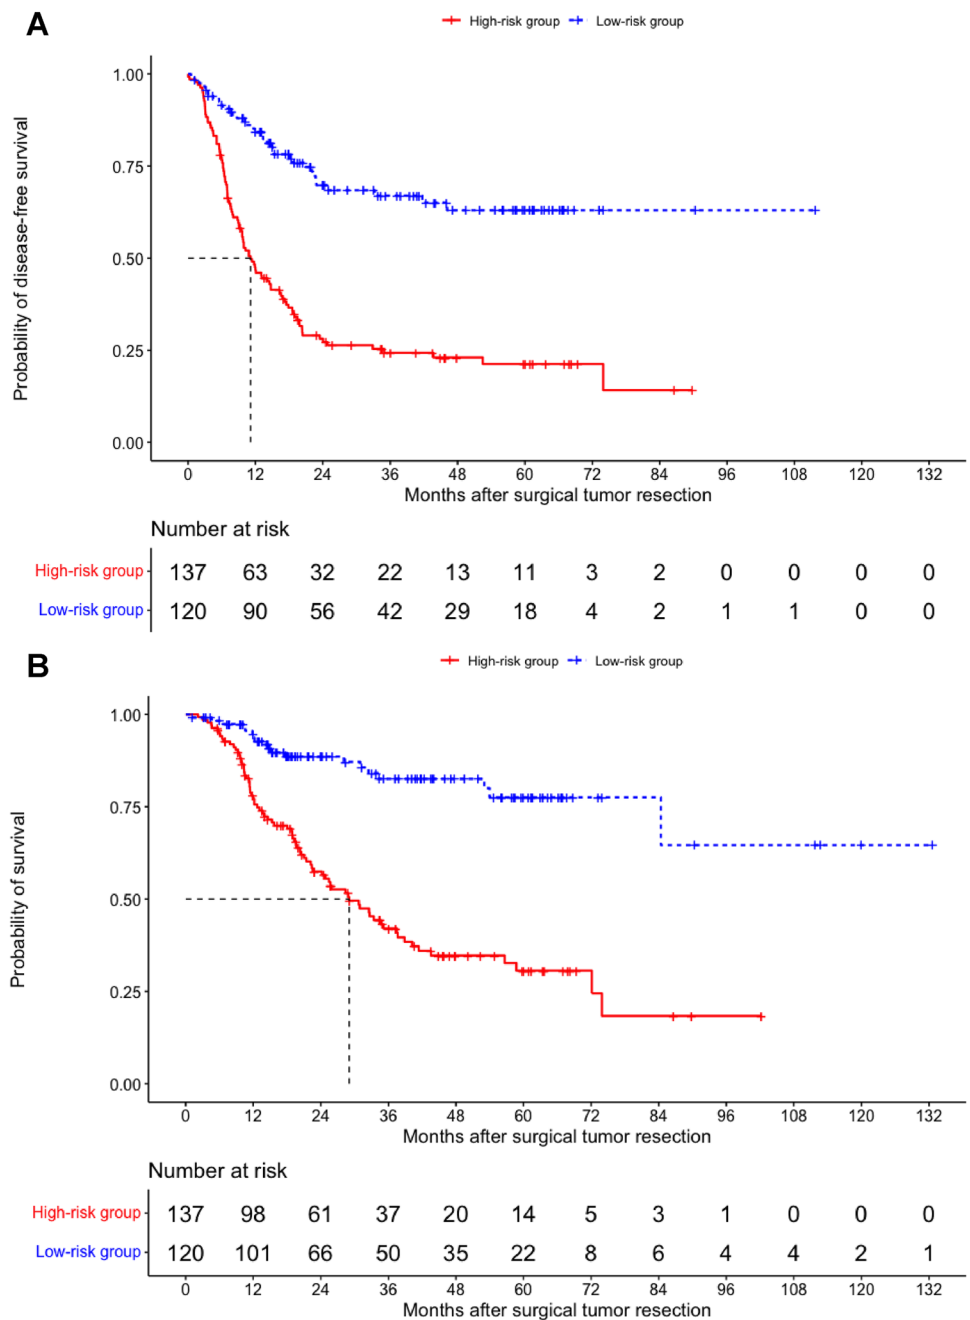 A
High-risk group Low-risk group
Probability of disease-free survival
1.00
0.75
0.50
0.25
0.00
0 12 24 36 48 60 72 84 96 108 120 132
Months after surgical tumor resection
Number at risk
High-risk group 137 63 32 22 13 11 3 2 0 0 0 0
Low-risk group 120 90 56 42 29 18 4 2 1 1 0 0
B
High-risk group Low-risk group
Probability of survival
1.00
0.75
0.50
0.25
0.00
0 12 24 36 48 60 72 84 96 108 120 132
Months after surgical tumor resection
Number at risk
High-risk group 137 98 61 37 20 14 5 3 1 0 0 0
Low-risk group 120 101 66 50 35 22 8 6 4 4 2 1
0 12 24 36 48 60 72 84 96 108 120 132
Months after surgical tumor resection